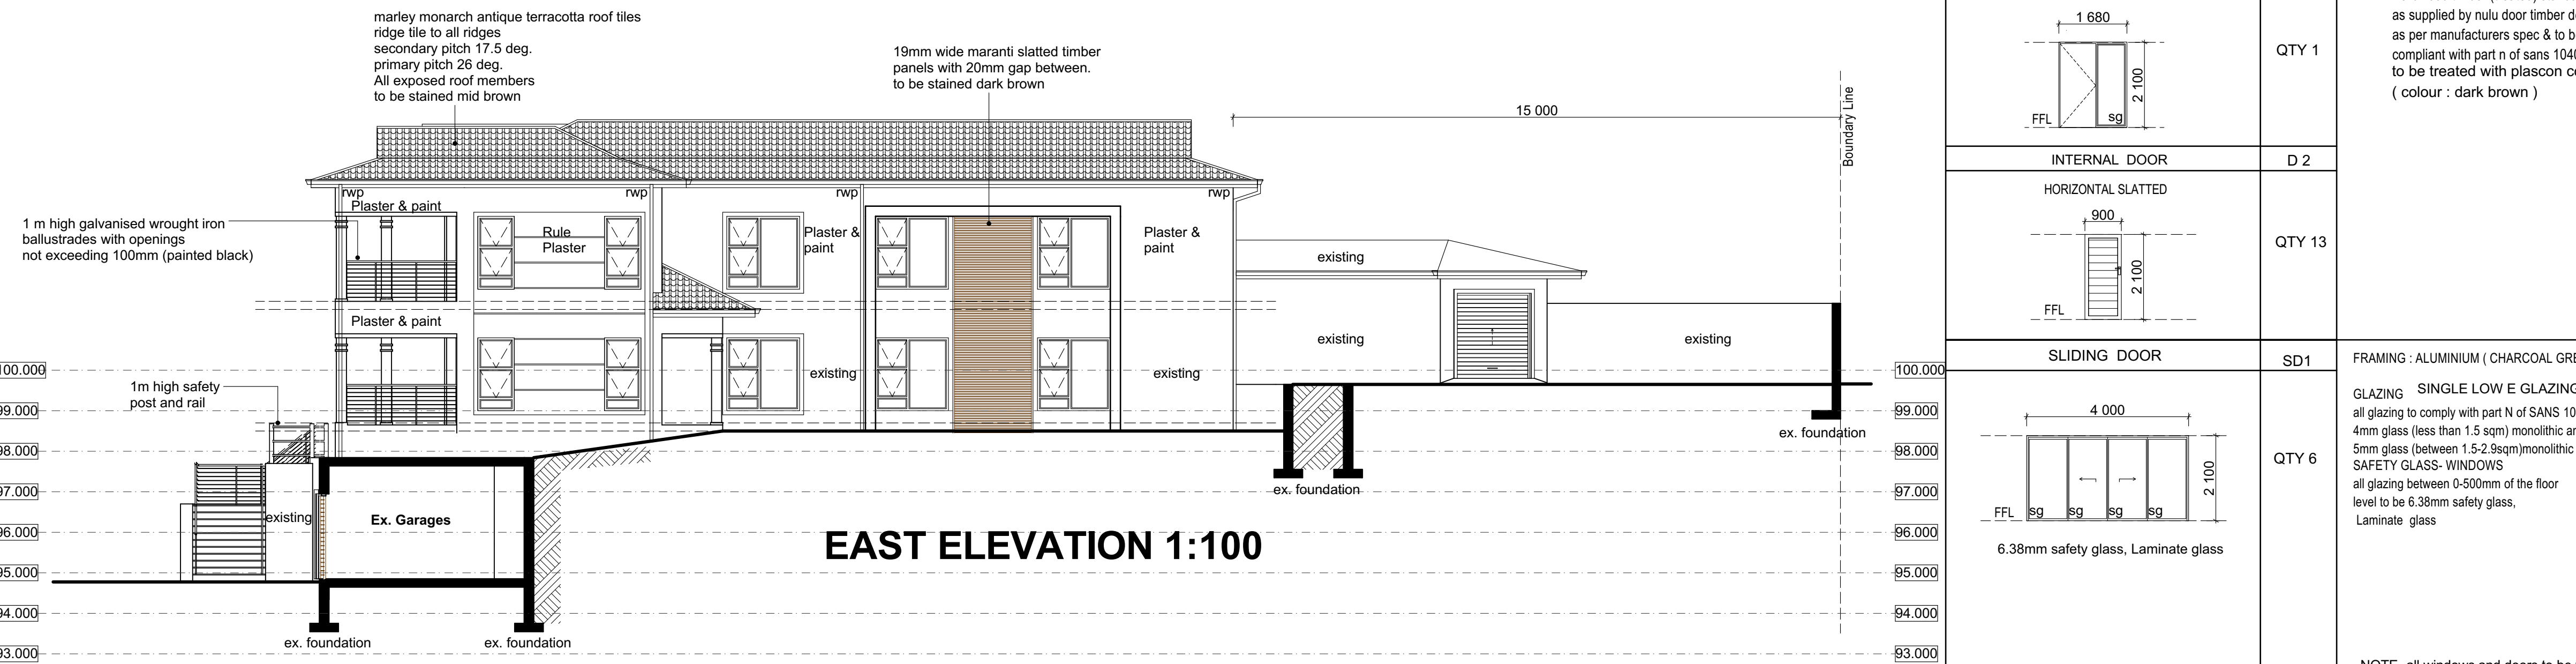 marley monarch antique terracotta roof tiles
ridge tile to all ridges
secondary pitch 17.5 deg.
primary pitch 26 deg.
All exposed roof members
to be stained mid brown
19mm wide maranti slatted timber
panels with 20mm gap between.
to be stained dark brown
15 000
Boundary Line
rwp
rwp
rwp
rwp
Plaster & paint
1 m high galvanised wrought iron
ballustrades with openings
not exceeding 100mm (painted black)
Rule
Plaster
Plaster &
paint
Plaster &
paint
existing
Plaster & paint
existing
existing
existing
existing
1m high safety
post and rail
100.000
99.000
98.000
97.000
96.000
95.000
94.000
93.000
existing
Ex. Garages
ex. foundation
ex. foundation
ex. foundation
ex. foundation
EAST ELEVATION 1:100
100.000
99.000
98.000
97.000
96.000
95.000
94.000
93.000
1 680
2 100
FFL
sg
QTY 1
as supplied by nulu door timber d
as per manufacturers spec & to b
compliant with part n of sans 1040
to be treated with plascon c
( colour : dark brown )
INTERNAL DOOR
D 2
HORIZONTAL SLATTED
900
2 100
FFL
QTY 13
SLIDING DOOR
SD1
4 000
2 100
FFL
sg
sg
sg
sg
6.38mm safety glass, Laminate glass
QTY 6
FRAMING : ALUMINIUM ( CHARCOAL GRE
GLAZING SINGLE LOW E GLAZING
all glazing to comply with part N of SANS 10
4mm glass (less than 1.5 sqm) monolithic an
5mm glass (between 1.5-2.9sqm)monolithic
SAFETY GLASS- WINDOWS
all glazing between 0-500mm of the floor
level to be 6.38mm safety glass,
Laminate glass